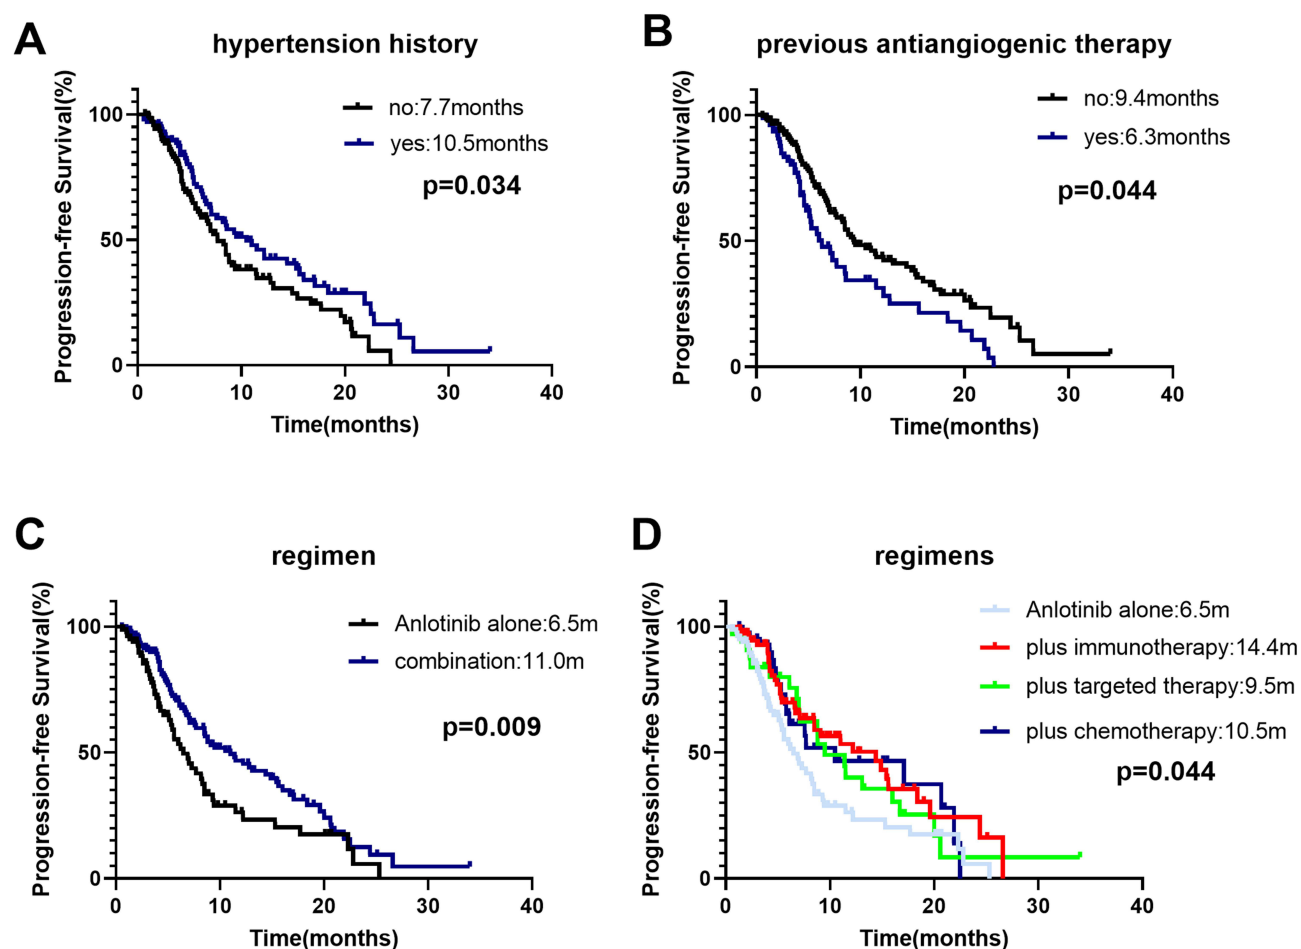 A
hypertension history
Progression-free Survival(%)
100
50
0
no:7.7months
yes:10.5months
p=0.034
0 10 20 30 40
Time(months)
B
previous antiangiogenic therapy
Progression-free Survival(%)
100
50
0
no:9.4months
yes:6.3months
p=0.044
0 10 20 30 40
Time(months)
C
regimen
Progression-free Survival(%)
100
50
0
Anlotinib alone:6.5m
combination:11.0m
p=0.009
0 10 20 30 40
Time(months)
D
regimens
Progression-free Survival(%)
100
50
0
Anlotinib alone:6.5m
plus immunotherapy:14.4m
plus targeted therapy:9.5m
plus chemotherapy:10.5m
p=0.044
0 10 20 30 40
Time(months)